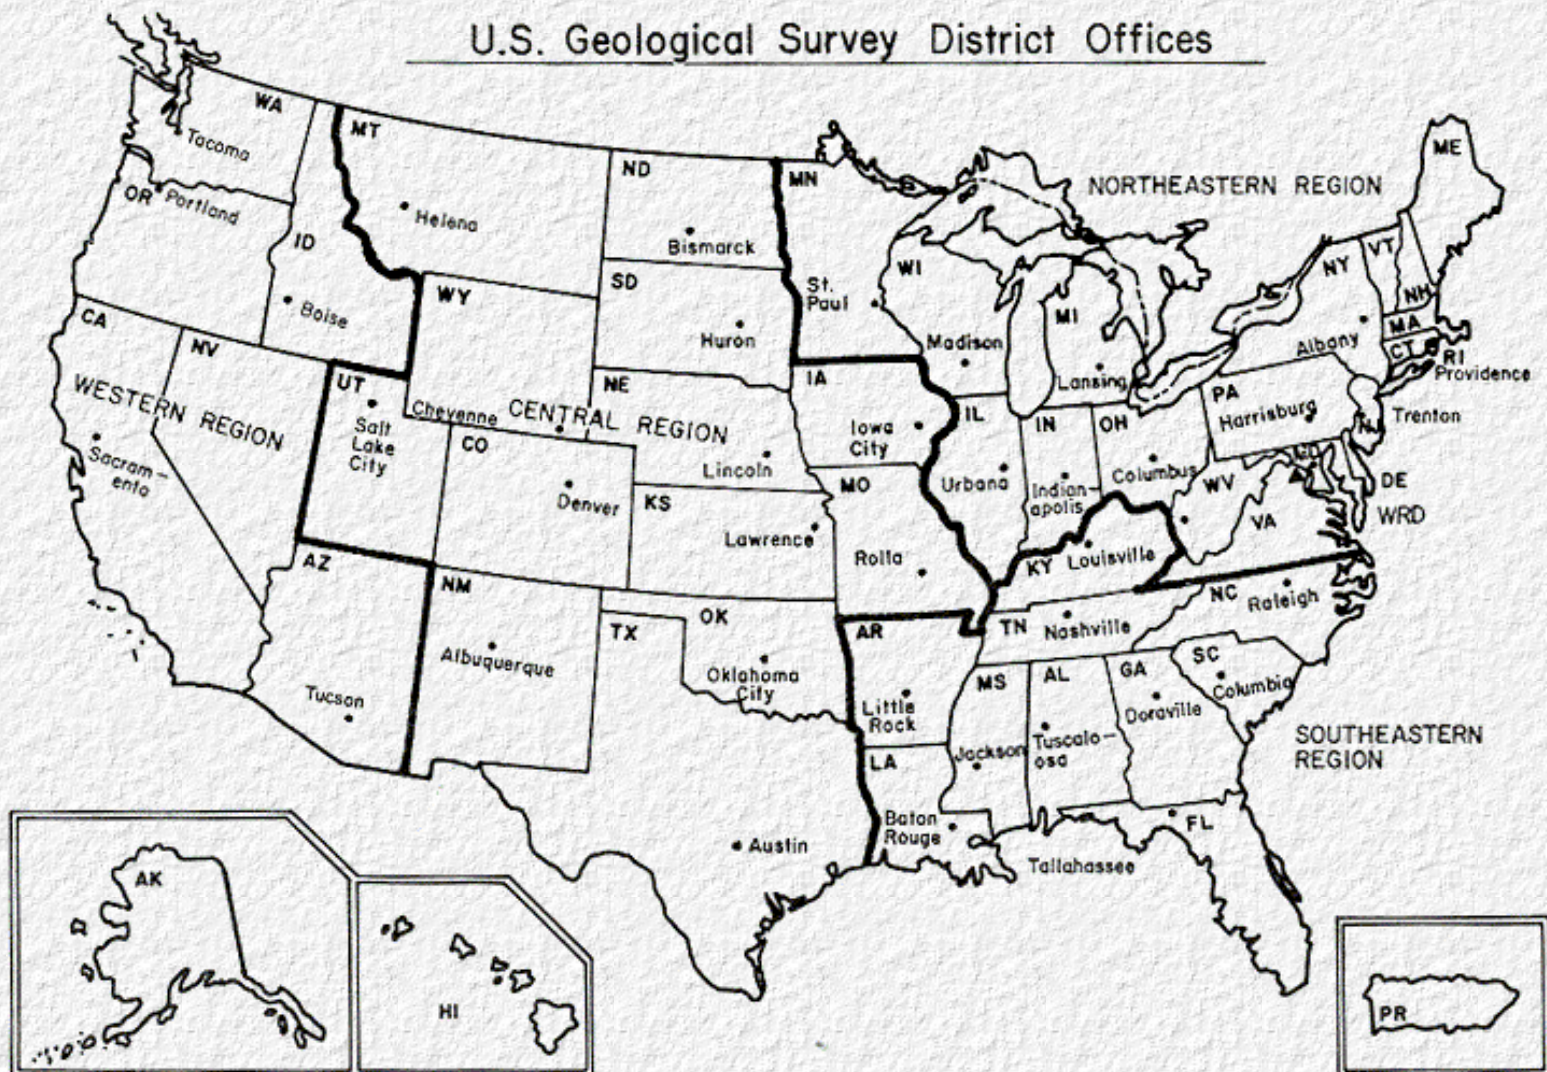 U.S. Geological Survey District Offices
WA
Tacoma
MT
Helena
ND
Bismarck
MN
St.
Paul
NORTHEASTERN REGION
ME
OR
Portland
ID
Boise
WY
SD
Huron
WI
Madison
MI
Lansing
NY
Albany
VT
NH
MA
CT
RI
Providence
CA
NV
WESTERN REGION
Sacram-
ento
UT
Salt
Lake
City
Cheyenne
CENTRAL REGION
NE
Lincoln
IA
Iowa
City
IL
Urbana
IN
Indian-
apolis
OH
Columbus
PA
Harrisburg
NJ
Trenton
CO
Denver
KS
Lawrence
MO
Rolla
KY
Louisville
WV
VA
DE
WRD
AZ
Tucson
NM
Albuquerque
TX
OK
Oklahoma
City
AR
Little
Rock
TN
Nashville
NC
Raleigh
MS
Jackson
AL
Tuscalo-
osa
GA
Doraville
SC
Columbia
SOUTHEASTERN
REGION
LA
Baton
Rouge
Austin
FL
Tallahassee
AK
HI
PR